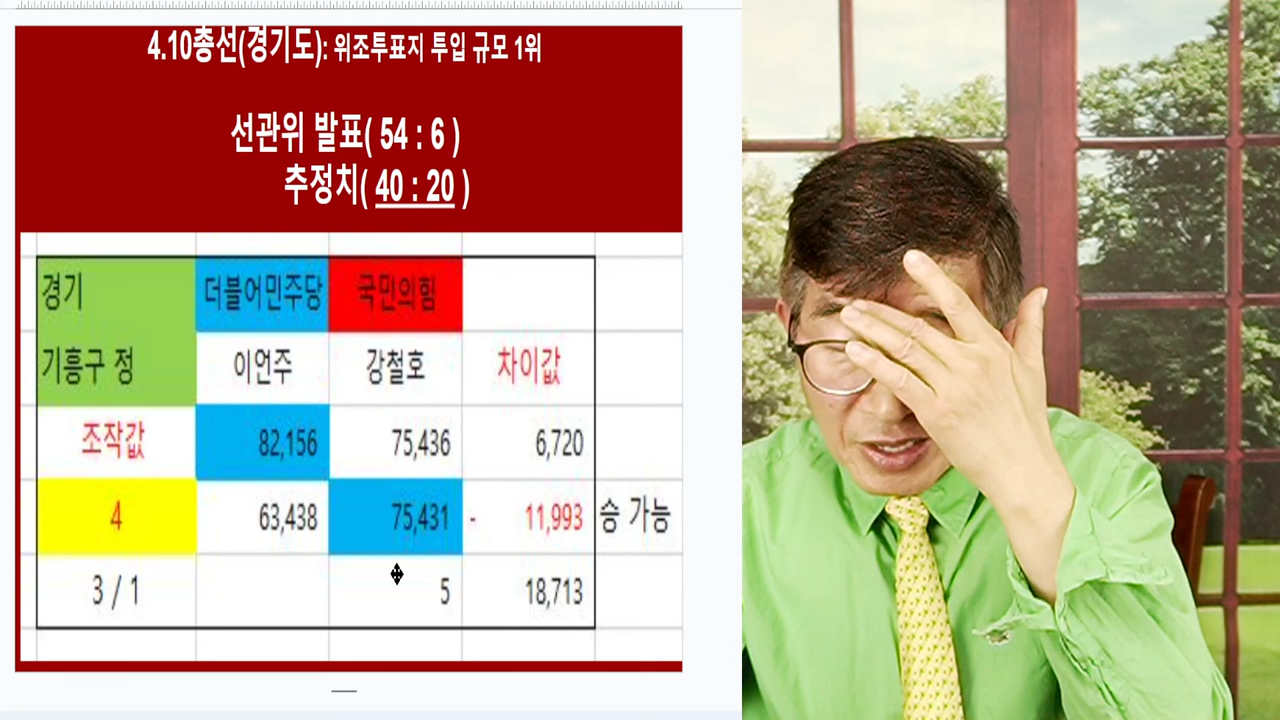 4.10총선(경기도): 위조투표지 투입 규모 1위
선관위 발표( 54 : 6 )
추정치( 40 : 20 )
경기 더불어민주당 국민의힘
기흥구 정 이언주 강철호 차이값
조작값 82,156 75,436 6,720
4 63,438 75,431 - 11,993 승 가능
3 / 1 5 18,713